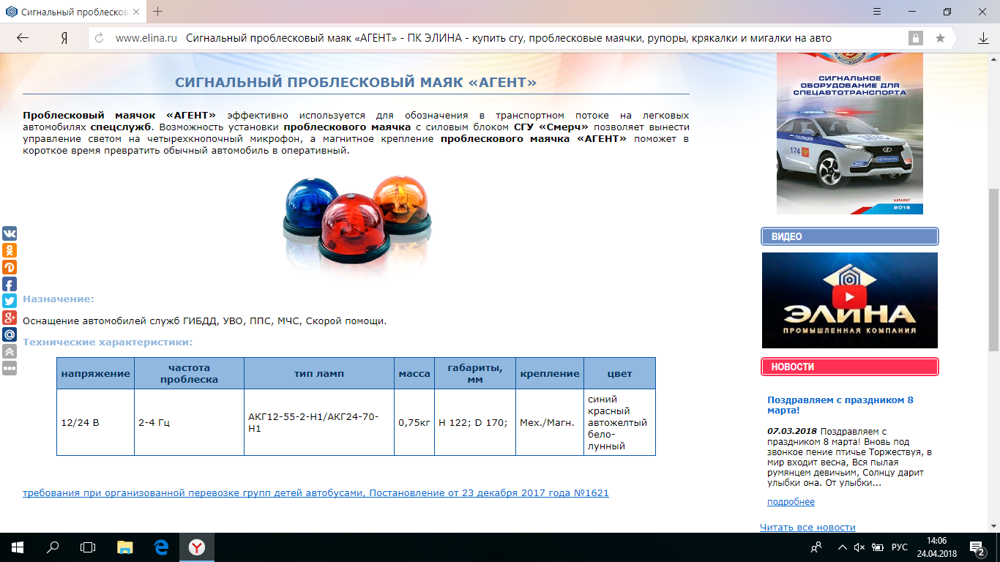 Сигнальный проблесков
www.elina.ru Сигнальный проблесковый маяк «АГЕНТ» - ПК ЭЛИНА - купить сгу, проблесковые маячки, рупоры, крякалки и мигалки на авто
СИГНАЛЬНЫЙ ПРОБЛЕСКОВЫЙ МАЯК «АГЕНТ»
Проблесковый маячок «АГЕНТ» эффективно используется для обозначения в транспортном потоке на легковых
автомобилях спецслужб. Возможность установки проблескового маячка с силовым блоком СГУ «Смерч» позволяет вынести
управление светом на четырехкнопочный микрофон, а магнитное крепление проблескового маячка «АГЕНТ» поможет в
короткое время превратить обычный автомобиль в оперативный.
Назначение:
Оснащение автомобилей служб ГИБДД, УВО, ППС, МЧС, Скорой помощи.
Технические характеристики:
напряжение
частота
проблеска
тип ламп
масса
габариты,
мм
крепление
цвет
12/24 В
2-4 Гц
АКГ12-55-2-Н1/АКГ24-70-
Н1
0,75кг
H 122; D 170;
Мех./Магн.
синий
красный
автожелтый
бело-
лунный
требования при организованной перевозке групп детей автобусами, Постановление от 23 декабря 2017 года №1621
СИГНАЛЬНОЕ
ОБОРУДОВАНИЕ ДЛЯ
СПЕЦАВТОТРАНСПОРТА
ПОЛИЦИЯ
174
ЭЛИНА
КАТАЛОГ
2016
ВИДЕО
ЭЛИНА
ПРОМЫШЛЕННАЯ КОМПАНИЯ
НОВОСТИ
Поздравляем с праздником 8
марта!
07.03.2018 Поздравляем с
праздником 8 марта! Вновь под
звонкое пение птичье Торжествуя, в
мир входит весна, Вся пылая
румянцем девичьим, Солнцу дарит
улыбки она. От улыбки...
подробнее
Читать все новости
РУС
14:06
24.04.2018
2